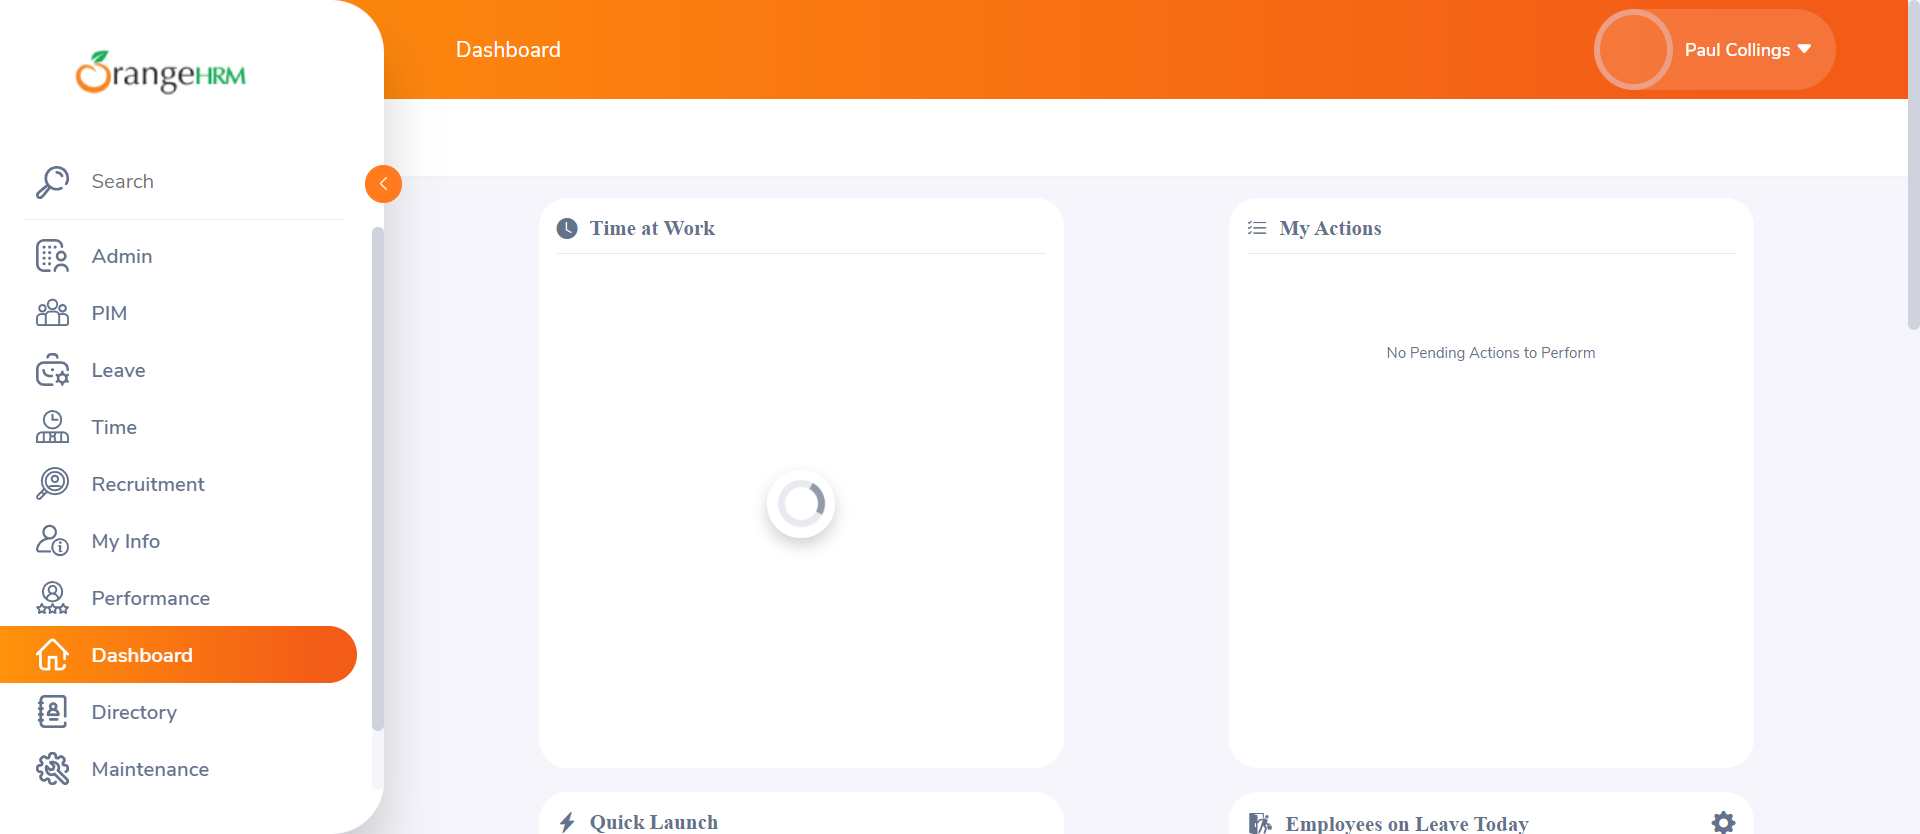 OrangeHRM
Dashboard
Paul Collings
Search
Admin
PIM
Leave
Time
Recruitment
My Info
Performance
Dashboard
Directory
Maintenance
Time at Work
My Actions
No Pending Actions to Perform
Quick Launch
Employees on Leave Today